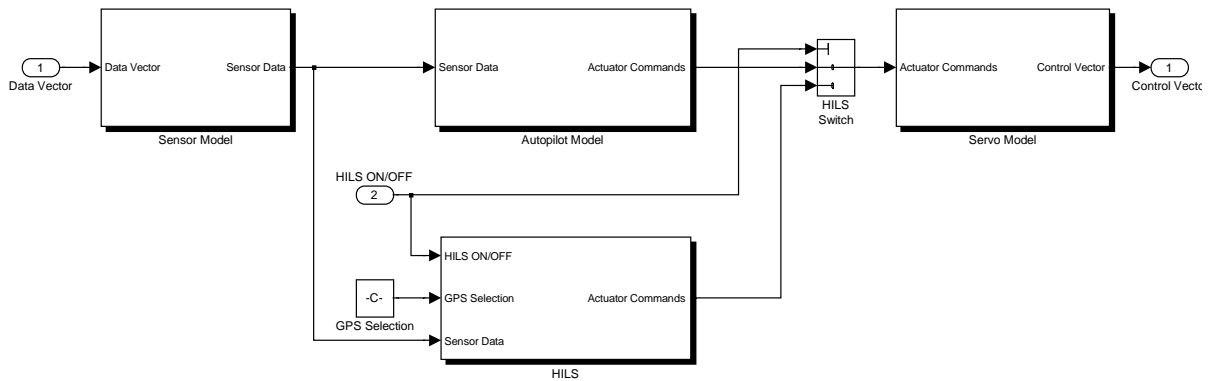 1
Data Vector
Data Vector
Sensor Data
Sensor Model
Sensor Data
Actuator Commands
Autopilot Model
HILS
Switch
Actuator Commands
Control Vector
Servo Model
1
Control Vecto
HILS ON/OFF
2
HILS ON/OFF
GPS Selection
Sensor Data
Actuator Commands
HILS
-C-
GPS Selection